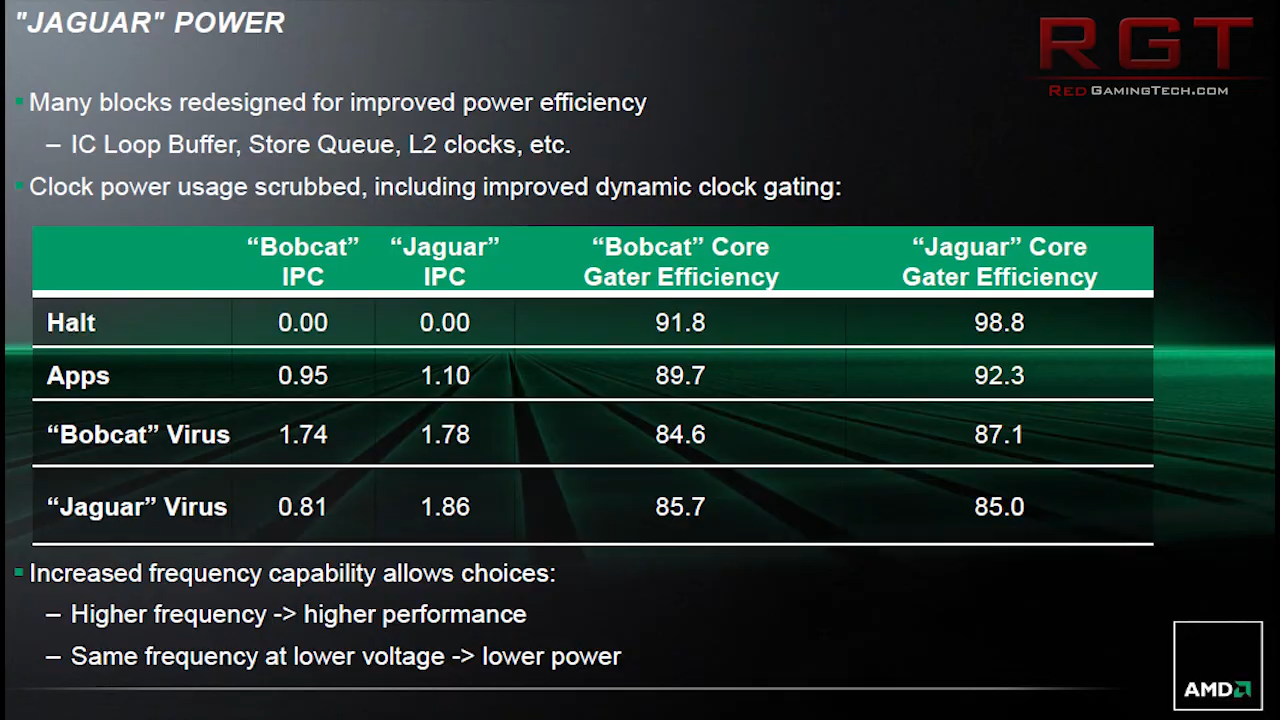 "JAGUAR" POWER
RGT
RED GAMINGTECH.COM
▪ Many blocks redesigned for improved power efficiency
– IC Loop Buffer, Store Queue, L2 clocks, etc.
▪ Clock power usage scrubbed, including improved dynamic clock gating:
“Bobcat” IPC “Jaguar” IPC “Bobcat” Core Gater Efficiency “Jaguar” Core Gater Efficiency
Halt 0.00 0.00 91.8 98.8
Apps 0.95 1.10 89.7 92.3
“Bobcat” Virus 1.74 1.78 84.6 87.1
“Jaguar” Virus 0.81 1.86 85.7 85.0
▪ Increased frequency capability allows choices:
– Higher frequency -> higher performance
– Same frequency at lower voltage -> lower power
AMD